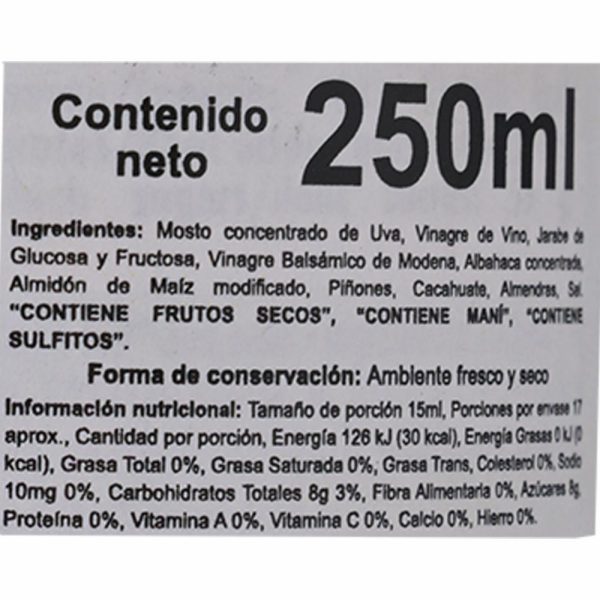 Contenido neto 250ml
Ingredientes: Mosto concentrado de Uva, Vinagre de Vino, Jarabe de
Glucosa y Fructosa, Vinagre Balsámico de Modena, Albahaca concentrada,
Almidón de Maíz modificado, Piñones, Cacahuate, Almendras, Sal.
“CONTIENE FRUTOS SECOS”, “CONTIENE MANÍ”, “CONTIENE
SULFITOS”.
Forma de conservación: Ambiente fresco y seco
Información nutricional: Tamaño de porción 15ml, Porciones por envase 17
aprox., Cantidad por porción, Energía 126 kJ (30 kcal), Energía Grasas 0 kJ (0
kcal), Grasa Total 0%, Grasa Saturada 0%, Grasa Trans, Colesterol 0%, Sodio
10mg 0%, Carbohidratos Totales 8g 3%, Fibra Alimentaria 0%, Azúcares 8g,
Proteína 0%, Vitamina A 0%, Vitamina C 0%, Calcio 0%, Hierro 0%.